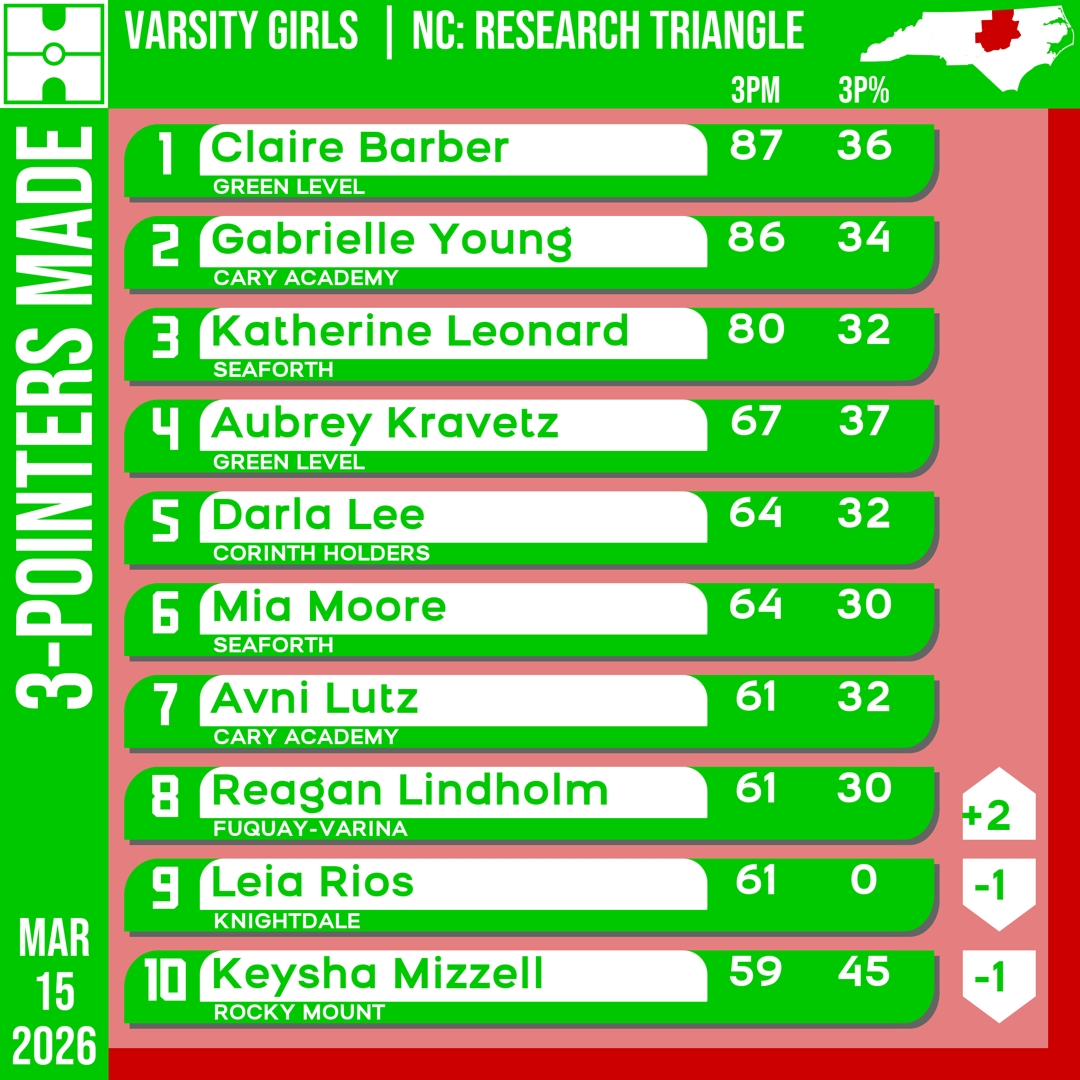 VARSITY GIRLS | NC: RESEARCH TRIANGLE
3PM 3P%
3-POINTERS MADE
1 Claire Barber 87 36
GREEN LEVEL
2 Gabrielle Young 86 34
CARY ACADEMY
3 Katherine Leonard 80 32
SEAFORTH
4 Aubrey Kravetz 67 37
GREEN LEVEL
5 Darla Lee 64 32
CORINTH HOLDERS
6 Mia Moore 64 30
SEAFORTH
7 Avni Lutz 61 32
CARY ACADEMY
8 Reagan Lindholm 61 30 +2
FUQUAY-VARINA
9 Leia Rios 61 0 -1
KNIGHTDALE
10 Keysha Mizzell 59 45 -1
ROCKY MOUNT
MAR
15
2026